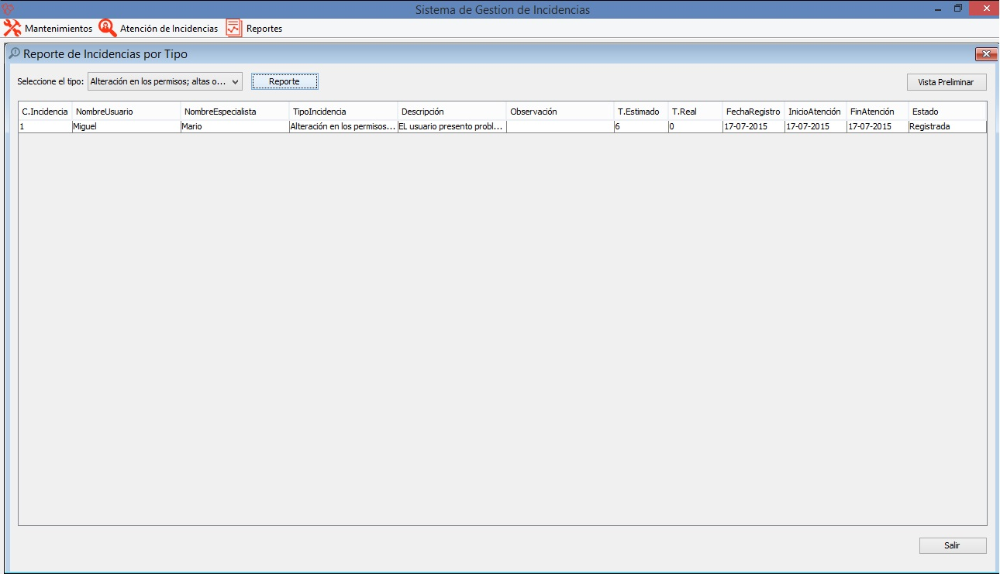 Sistema de Gestion de Incidencias
Mantenimientos Atención de Incidencias Reportes
Reporte de Incidencias por Tipo
Seleccione el tipo: Alteración en los permisos; altas o... Reporte Vista Preliminar
C.Incidencia NombreUsuario NombreEspecialista TipoIncidencia Descripción Observación T.Estimado T.Real FechaRegistro InicioAtención FinAtención Estado
1 Miguel Mario Alteración en los permisos... EL usuario presento probl... 6 0 17-07-2015 17-07-2015 17-07-2015 Registrada
Salir